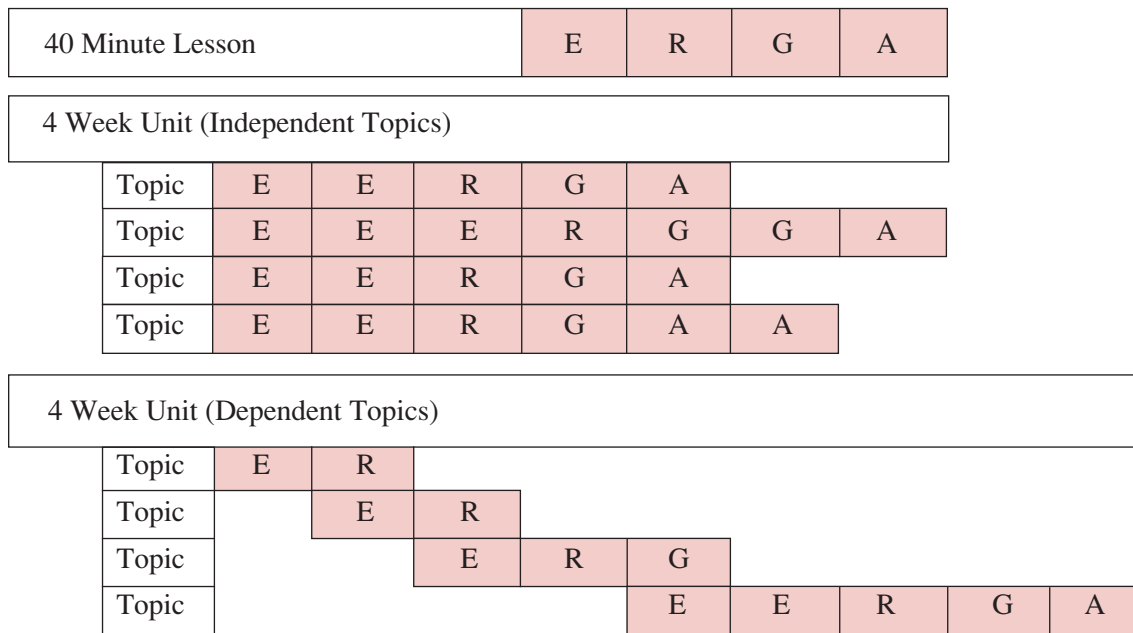 40 Minute Lesson E R G A
4 Week Unit (Independent Topics)
Topic E E R G A
Topic E E E R G G A
Topic E E R G A
Topic E E R G A A
4 Week Unit (Dependent Topics)
Topic E R
Topic E R
Topic E R G
Topic E E R G A